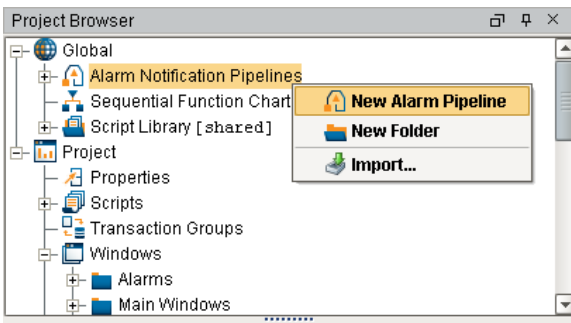 Project Browser
Global
Alarm Notification Pipelines
New Alarm Pipeline
Sequential Function Chart
New Folder
Script Library [shared]
Import...
Project
Properties
Scripts
Transaction Groups
Windows
Alarms
Main Windows